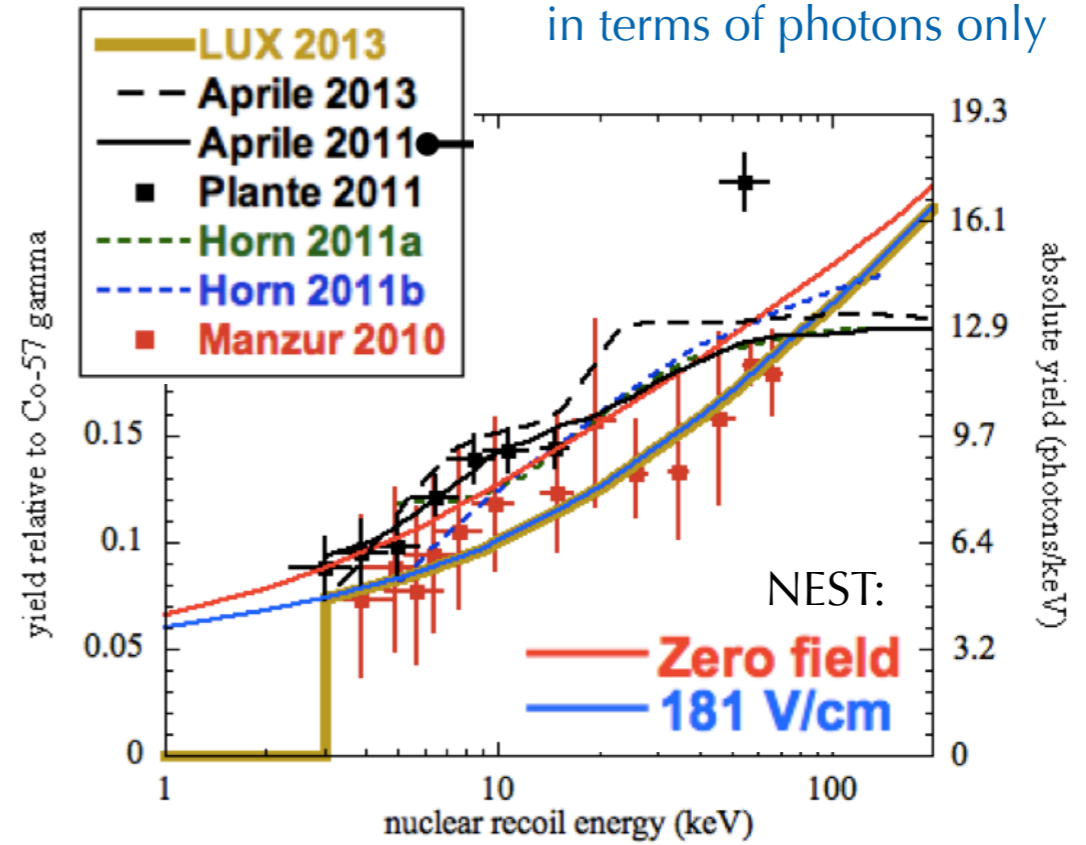 in terms of photons only
LUX 2013
Aprile 2013
Aprile 2011
Plante 2011
Horn 2011a
Horn 2011b
Manzur 2010
yield relative to Co-57 gamma
0.15
0.1
0.05
0
19.3
16.1
12.9
9.7
6.4
3.2
0
absolute yield (photons/keV)
NEST:
Zero field
181 V/cm
1
10
100
nuclear recoil energy (keV)